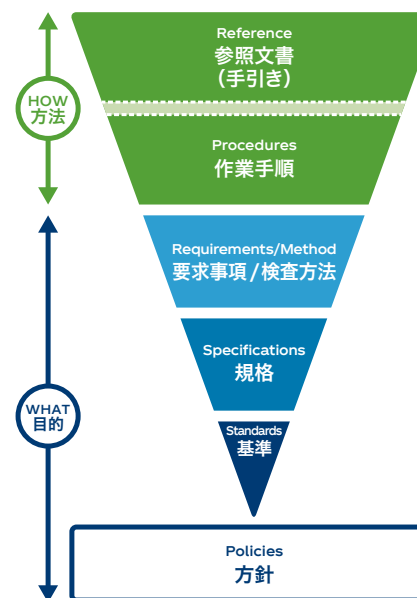 Reference
参照文書
（手引き）
HOW
方法
Procedures
作業手順
Requirements/Method
要求事項 / 検査方法
Specifications
規格
WHAT
目的
Standards
基準
Policies
方針